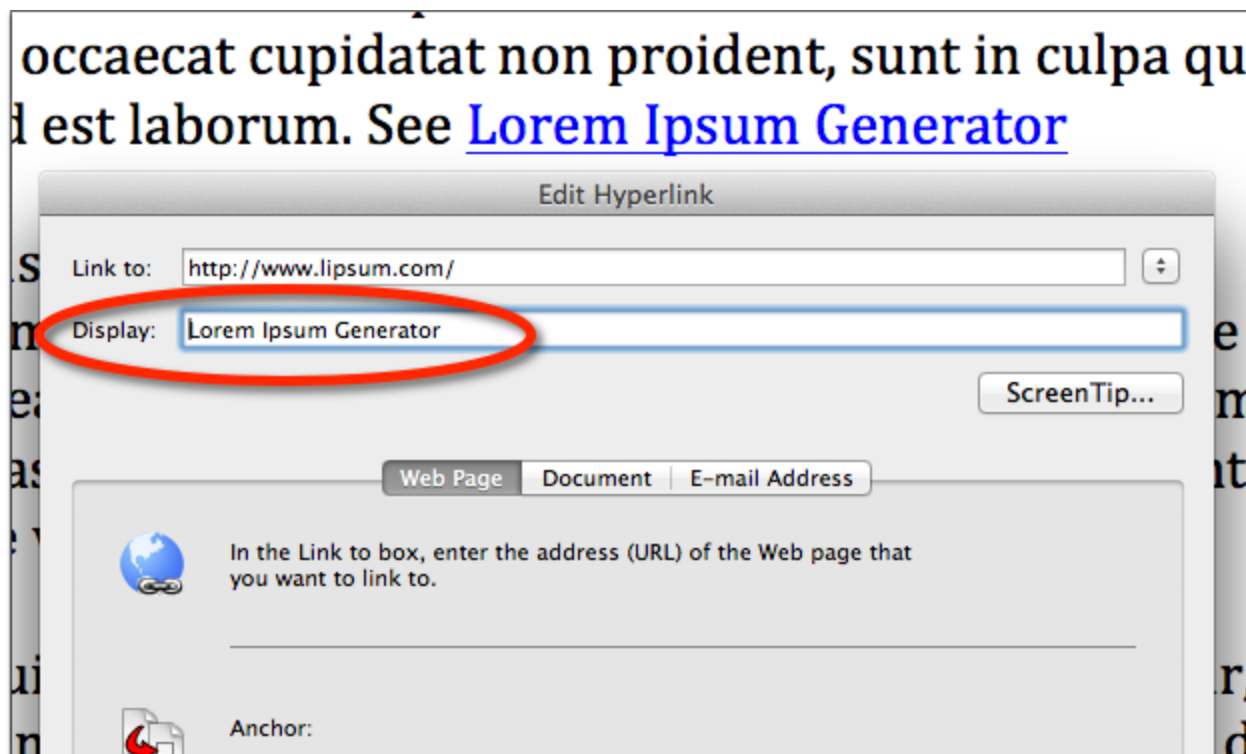 occaecat cupidatat non proident, sunt in culpa qu
d est laborum. See Lorem Ipsum Generator
Edit Hyperlink
Link to: http://www.lipsum.com/
Display: Lorem Ipsum Generator
ScreenTip...
Web Page Document E-mail Address
In the Link to box, enter the address (URL) of the Web page that
you want to link to.
Anchor: